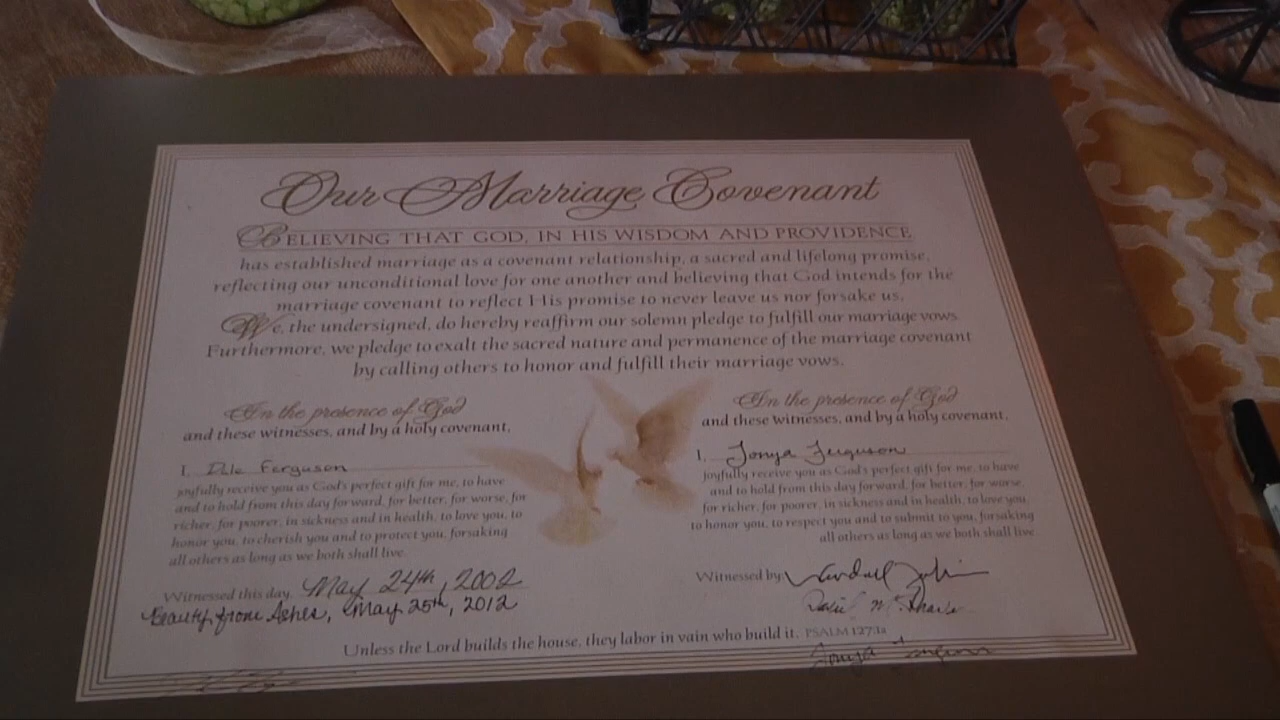 Our Marriage Covenant
BELIEVING THAT GOD, IN HIS WISDOM AND PROVIDENCE
has established marriage as a covenant relationship, a sacred and lifelong promise,
reflecting our unconditional love for one another and believing that God intends for the
marriage covenant to reflect His promise to never leave us nor forsake us,
We, the undersigned, do hereby reaffirm our solemn pledge to fulfill our marriage vows.
Furthermore, we pledge to exalt the sacred nature and permanence of the marriage covenant
by calling others to honor and fulfill their marriage vows.
In the presence of God
and these witnesses, and by a holy covenant,
I, Ferguson
joyfully receive you as God's perfect gift for me, to have
and to hold from this day forward, for better, for worse, for
richer, for poorer, in sickness and in health, to love you, to
honor you, to cherish you and to protect you, forsaking
all others as long as we both shall live.
Witnessed this day, May 24th, 2002
Beauty from Ashes, May 25th, 2012
In the presence of God
and these witnesses, and by a holy covenant,
I, Tonya Ferguson
joyfully receive you as God's perfect gift for me, to have
and to hold from this day forward, for better, for worse,
for richer, for poorer, in sickness and in health, to love you,
to honor you, to respect you and to submit to you, forsaking
all others as long as we both shall live
Witnessed by:
Unless the Lord builds the house, they labor in vain who build it. PSALM 127:1a
Tonya Ferguson